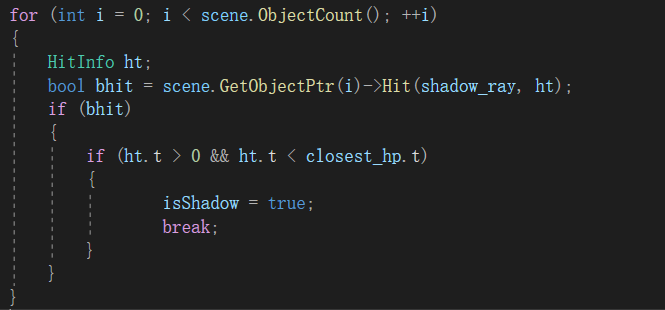 for (int i = 0; i < scene.ObjectCount(); ++i)
{
HitInfo ht;
bool bhit = scene.GetObjectPtr(i)->Hit(shadow_ray, ht);
if (bhit)
{
if (ht.t > 0 && ht.t < closest_hp.t)
{
isShadow = true;
break;
}
}
}